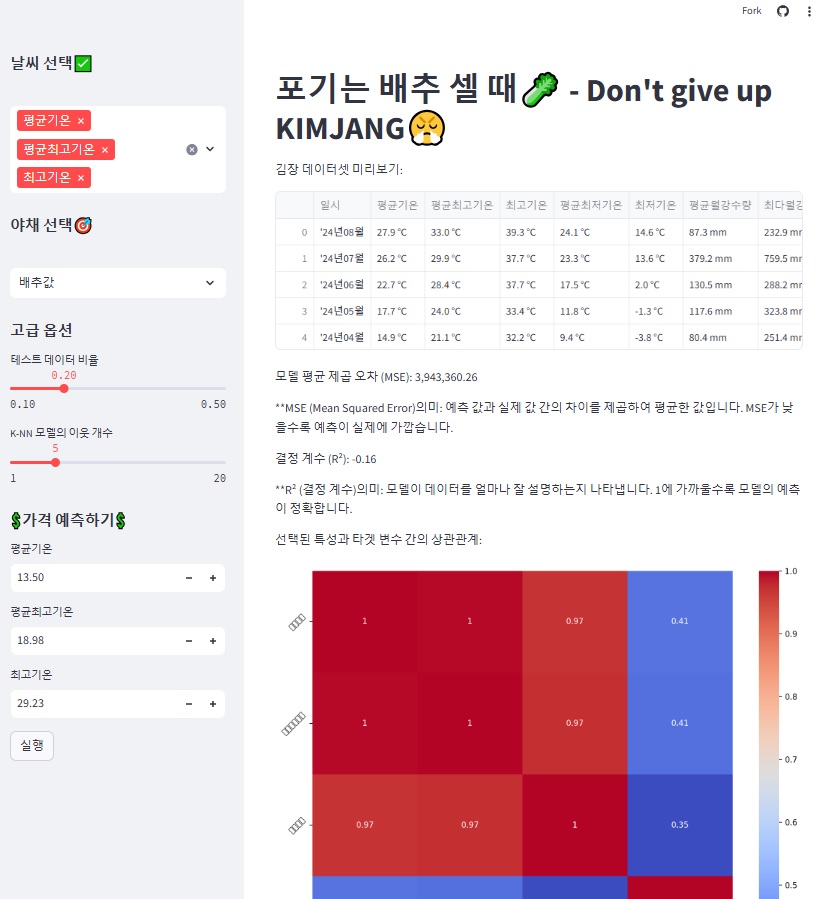 Fork
날씨 선택✅
평균기온 ×
평균최고기온 ×
최고기온 ×
야채 선택🎯
배추값
고급 옵션
테스트 데이터 비율
0.20
0.10 0.50
K-NN 모델의 이웃 개수
5
1 20
💲가격 예측하기💲
평균기온
13.50 − +
평균최고기온
18.98 − +
최고기온
29.23 − +
실행
포기는 배추 셀 때🥬 - Don't give up
KIMJANG😤
김장 데이터셋 미리보기:
일시 평균기온 평균최고기온 최고기온 평균최저기온 최저기온 평균월강수량 최다월강
0 '24년08월 27.9 ℃ 33.0 ℃ 39.3 ℃ 24.1 ℃ 14.6 ℃ 87.3 mm 232.9 mm
1 '24년07월 26.2 ℃ 29.9 ℃ 37.7 ℃ 23.3 ℃ 13.6 ℃ 379.2 mm 759.5 mm
2 '24년06월 22.7 ℃ 28.4 ℃ 37.7 ℃ 17.5 ℃ 2.0 ℃ 130.5 mm 288.2 mm
3 '24년05월 17.7 ℃ 24.0 ℃ 33.4 ℃ 11.8 ℃ -1.3 ℃ 117.6 mm 323.8 mm
4 '24년04월 14.9 ℃ 21.1 ℃ 32.2 ℃ 9.4 ℃ -3.8 ℃ 80.4 mm 251.4 mm
모델 평균 제곱 오차 (MSE): 3,943,360.26
**MSE (Mean Squared Error)의미: 예측 값과 실제 값 간의 차이를 제곱하여 평균한 값입니다. MSE가 낮
을수록 예측이 실제에 가깝습니다.
결정 계수 (R²): -0.16
**R² (결정 계수)의미: 모델이 데이터를 얼마나 잘 설명하는지 나타냅니다. 1에 가까울수록 모델의 예측
이 정확합니다.
선택된 특성과 타겟 변수 간의 상관관계:
1 1 0.97 0.41
1 1 0.97 0.41
0.97 0.97 1 0.35
1.0
0.9
0.8
0.7
0.6
0.5